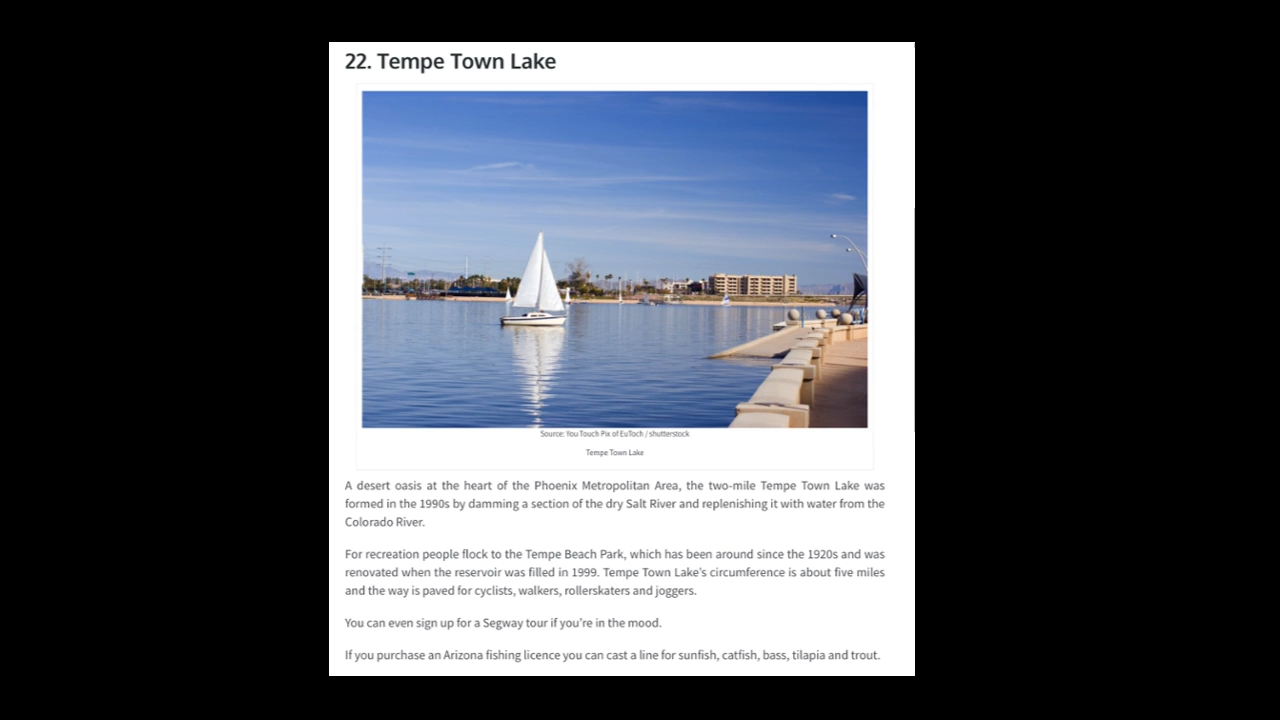 22. Tempe Town Lake
Source: You Touch Pix of EuToch / shutterstock
Tempe Town Lake
A desert oasis at the heart of the Phoenix Metropolitan Area, the two-mile Tempe Town Lake was
formed in the 1990s by damming a section of the dry Salt River and replenishing it with water from the
Colorado River.
For recreation people flock to the Tempe Beach Park, which has been around since the 1920s and was
renovated when the reservoir was filled in 1999. Tempe Town Lake’s circumference is about five miles
and the way is paved for cyclists, walkers, rollerskaters and joggers.
You can even sign up for a Segway tour if you’re in the mood.
If you purchase an Arizona fishing licence you can cast a line for sunfish, catfish, bass, tilapia and trout.